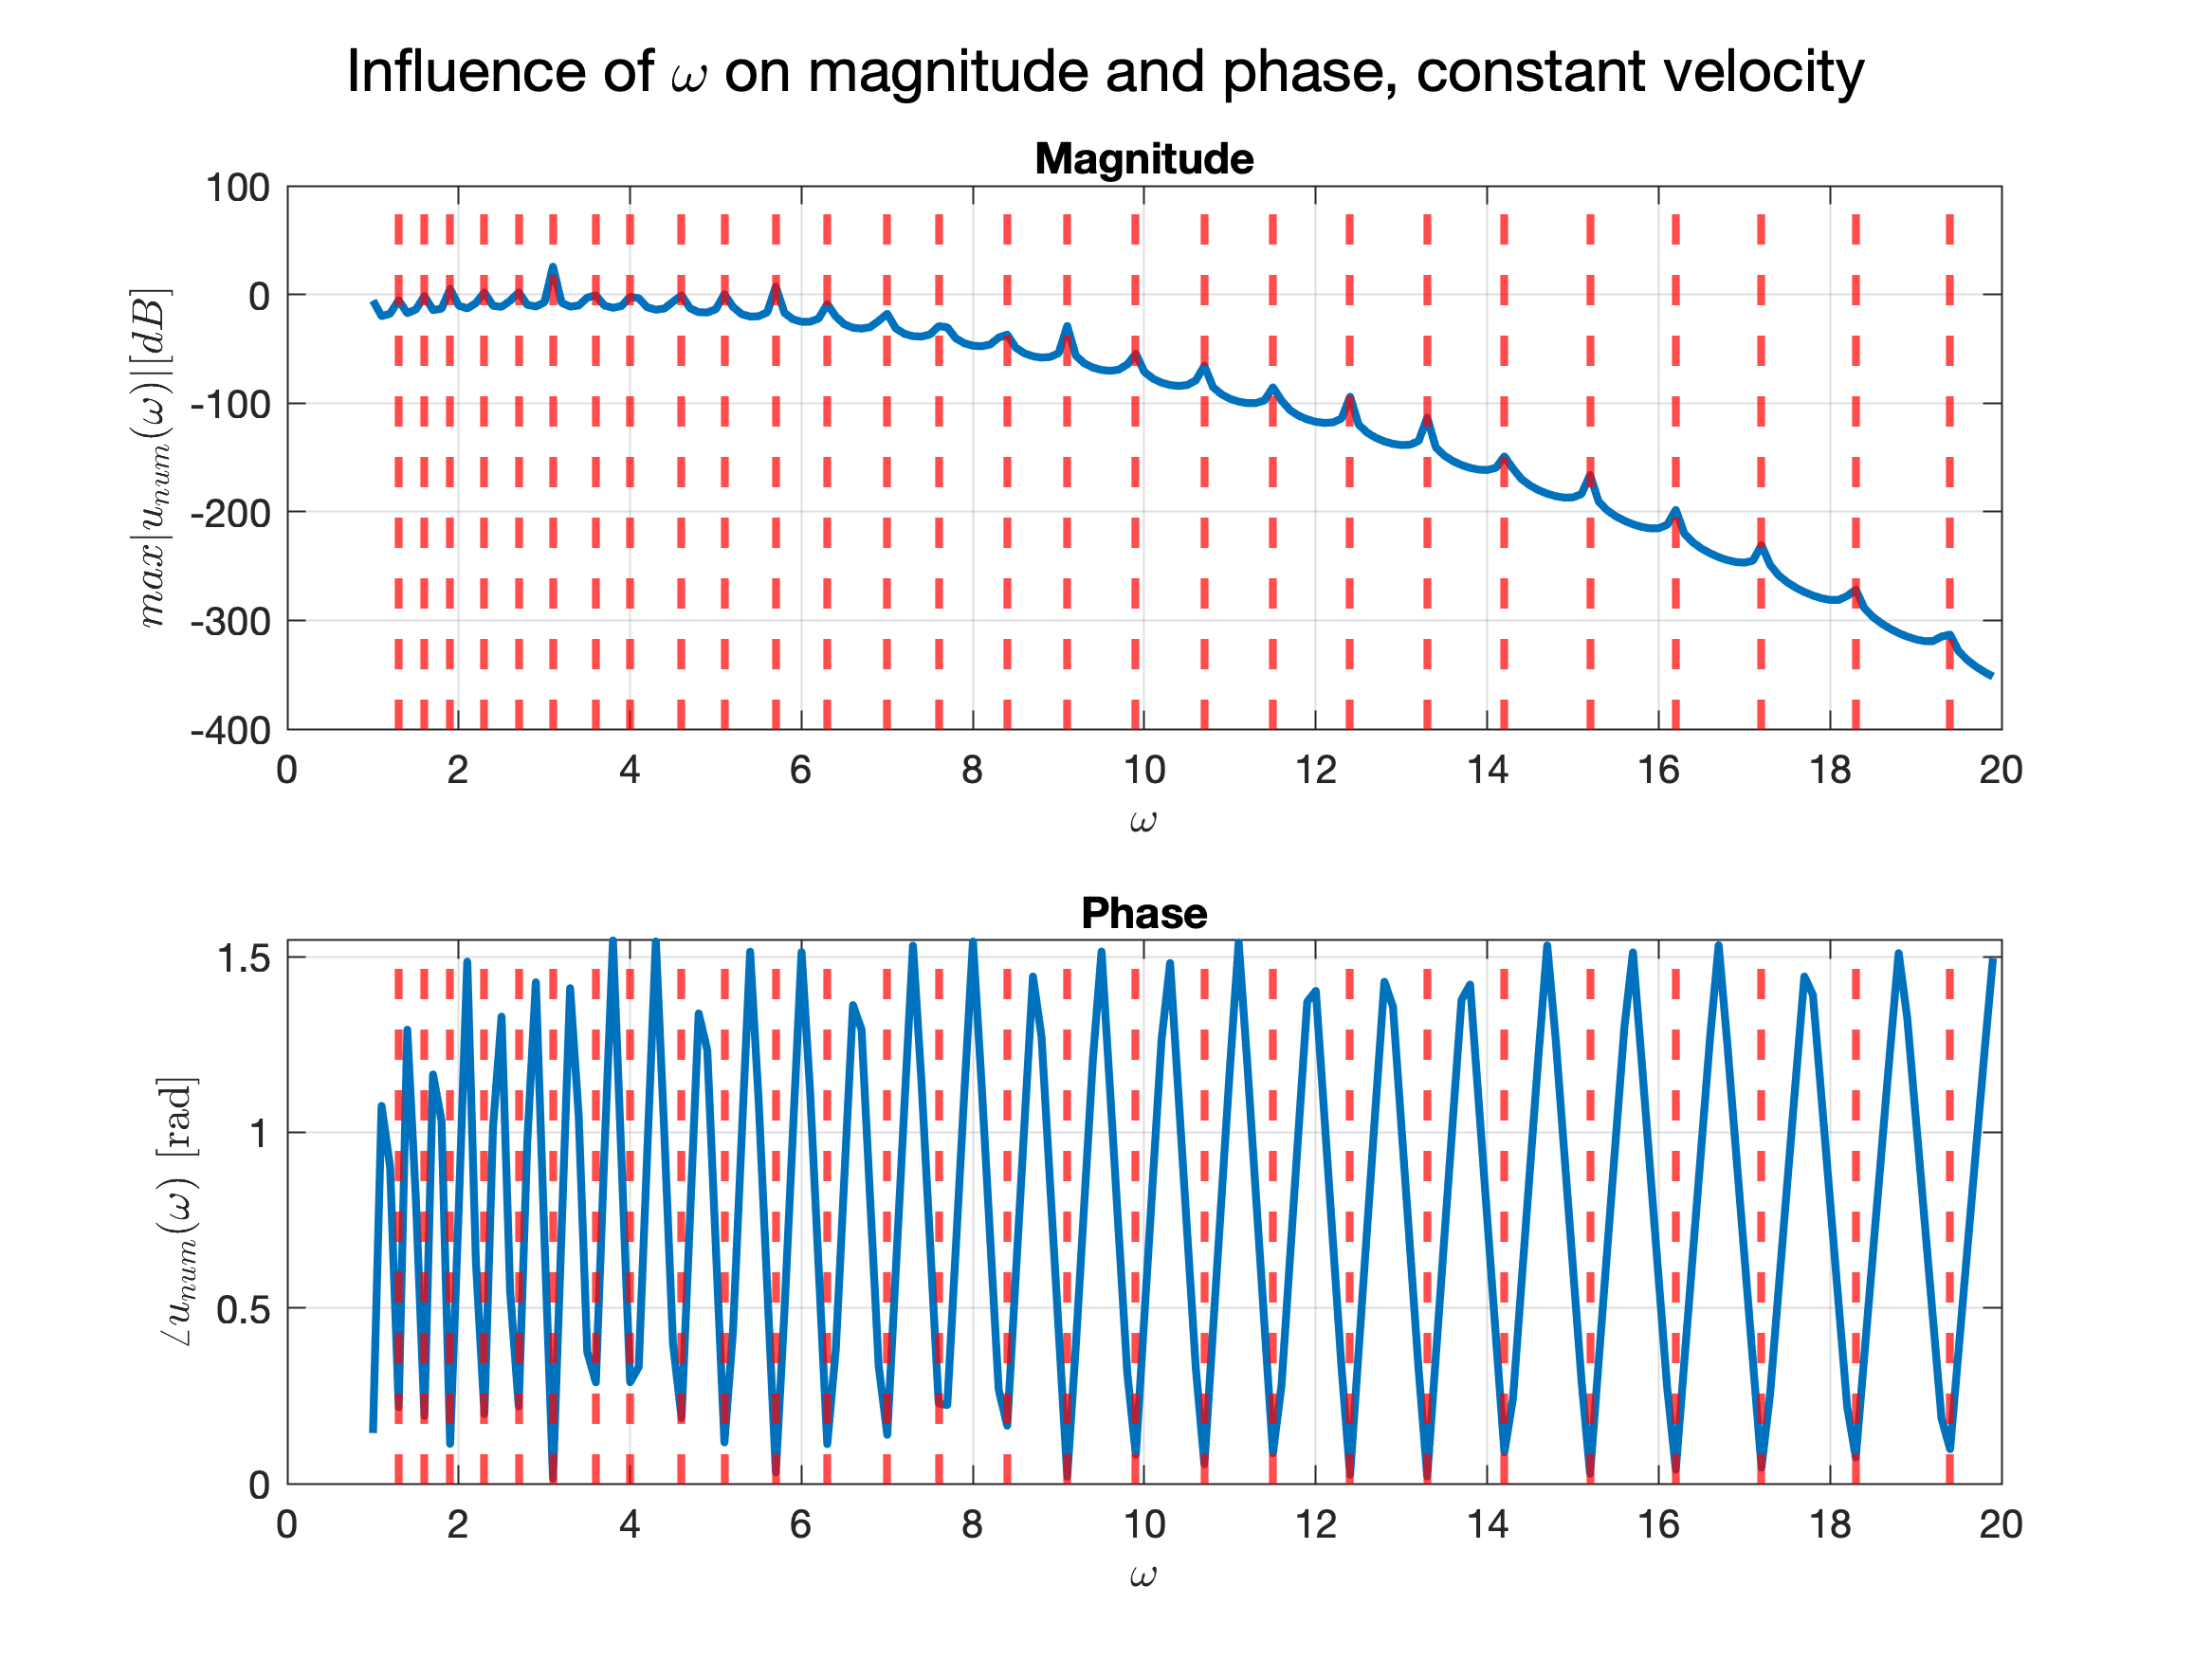 Influence of ω on magnitude and phase, constant velocity
Magnitude
max|u_num(ω)|[dB]
100
0
-100
-200
-300
-400
0 2 4 6 8 10 12 14 16 18 20
ω
Phase
∠u_num(ω) [rad]
1.5
1
0.5
0
0 2 4 6 8 10 12 14 16 18 20
ω